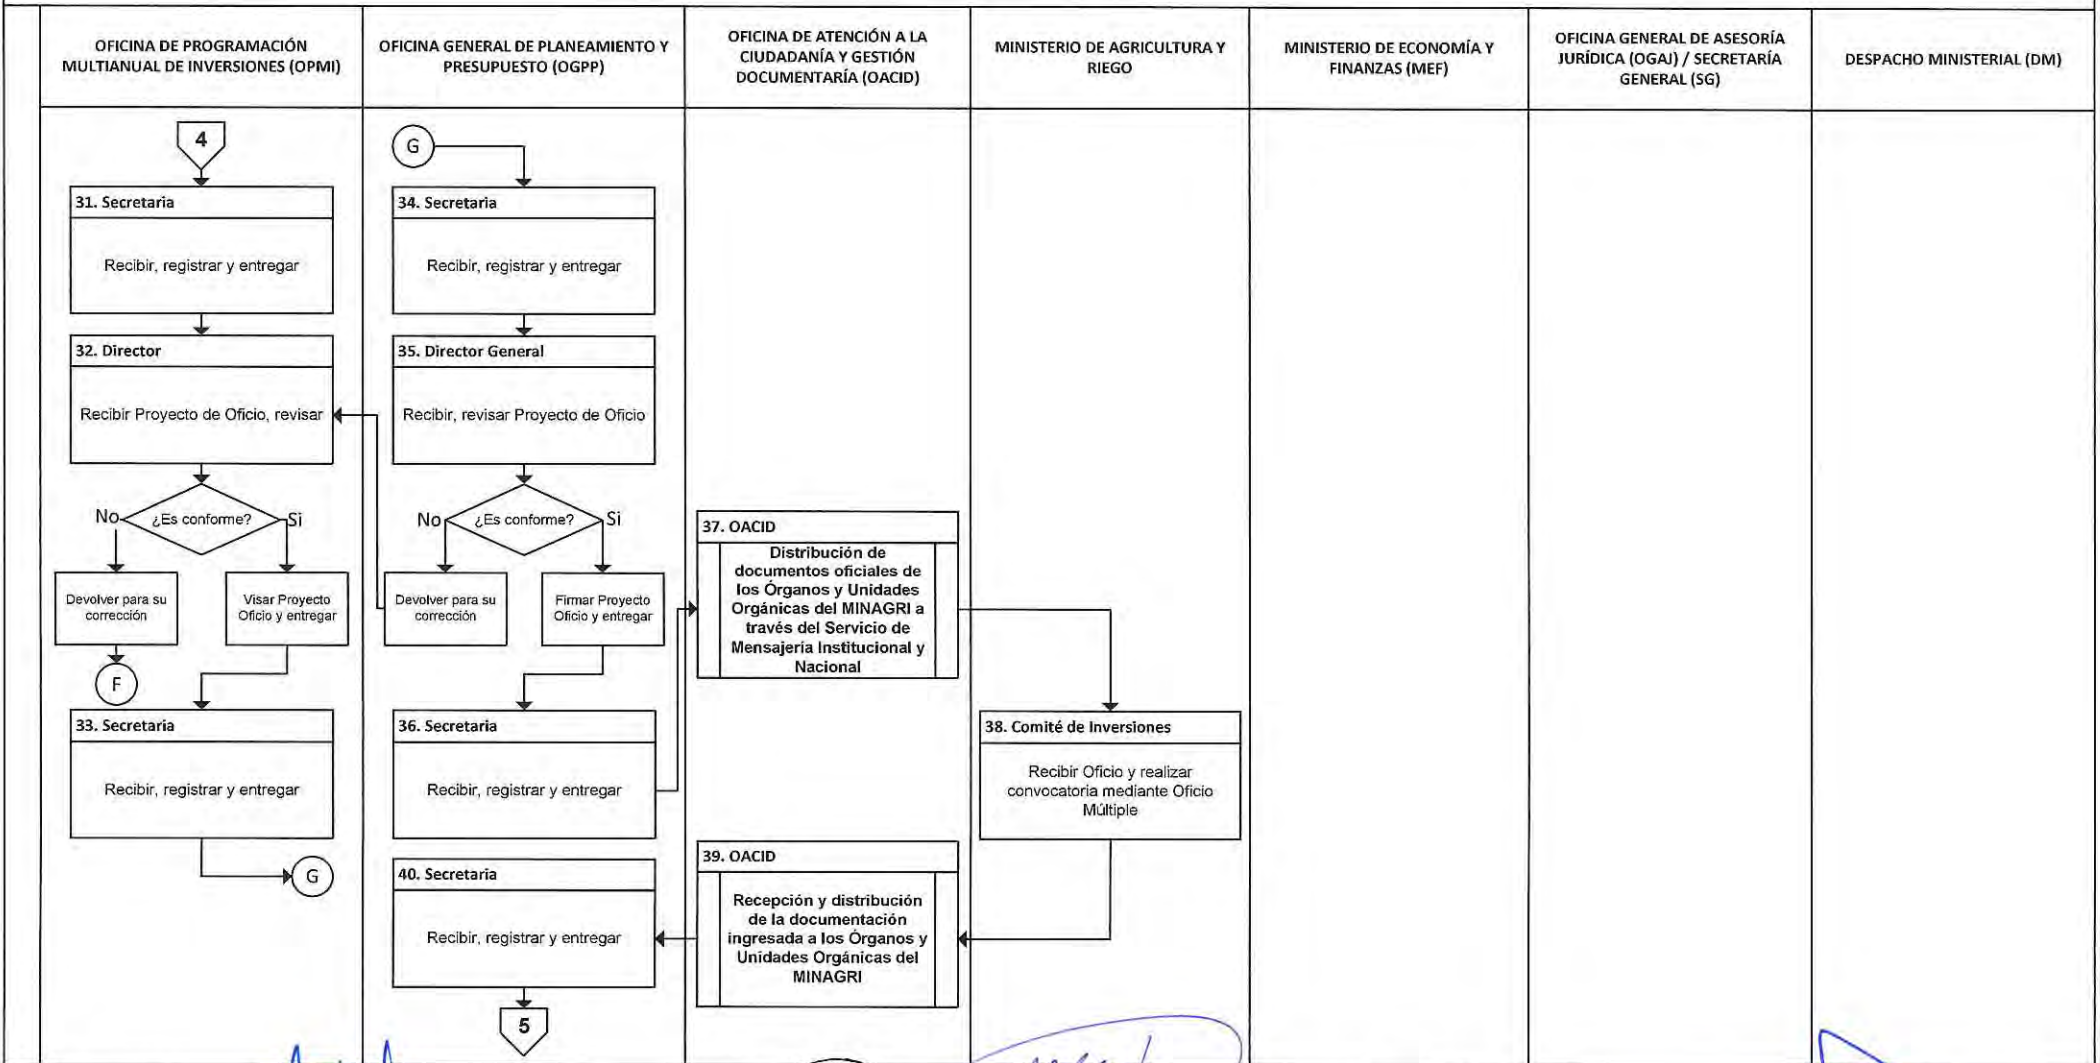 OFICINA DE PROGRAMACIÓN
MULTIANUAL DE INVERSIONES (OPMI)
OFICINA GENERAL DE PLANEAMIENTO Y
PRESUPUESTO (OGPP)
OFICINA DE ATENCIÓN A LA
CIUDADANÍA Y GESTIÓN
DOCUMENTARÍA (OACID)
MINISTERIO DE AGRICULTURA Y
RIEGO
MINISTERIO DE ECONOMÍA Y
FINANZAS (MEF)
OFICINA GENERAL DE ASESORÍA
JURÍDICA (OGAJ) / SECRETARÍA
GENERAL (SG)
DESPACHO MINISTERIAL (DM)
4
31. Secretaria
Recibir, registrar y entregar
32. Director
Recibir Proyecto de Oficio, revisar
¿Es conforme?
No
Si
Devolver para su
corrección
Visar Proyecto
Oficio y entregar
F
33. Secretaria
Recibir, registrar y entregar
G
G
34. Secretaria
Recibir, registrar y entregar
35. Director General
Recibir, revisar Proyecto de Oficio
¿Es conforme?
No
Si
Devolver para su
corrección
Firmar Proyecto
Oficio y entregar
36. Secretaria
Recibir, registrar y entregar
37. OACID
Distribución de
documentos oficiales de
los Órganos y Unidades
Orgánicas del MINAGRI a
través del Servicio de
Mensajería Institucional y
Nacional
38. Comité de Inversiones
Recibir Oficio y realizar
convocatoria mediante Oficio
Múltiple
39. OACID
Recepción y distribución
de la documentación
ingresada a los Órganos y
Unidades Orgánicas del
MINAGRI
40. Secretaria
Recibir, registrar y entregar
5